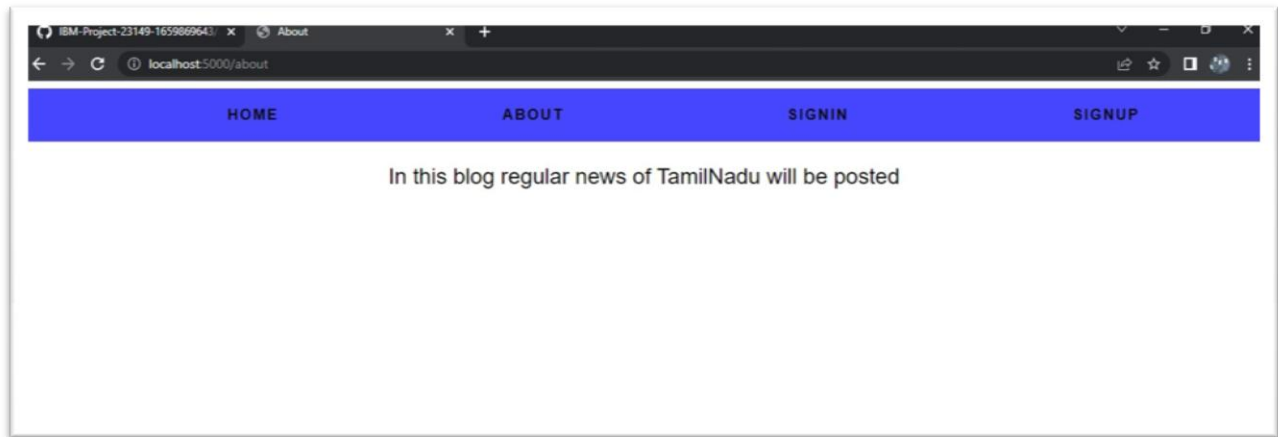 IBM-Project-23149-1659869643/
About
localhost:5000/about
HOME ABOUT SIGNIN SIGNUP
In this blog regular news of TamilNadu will be posted